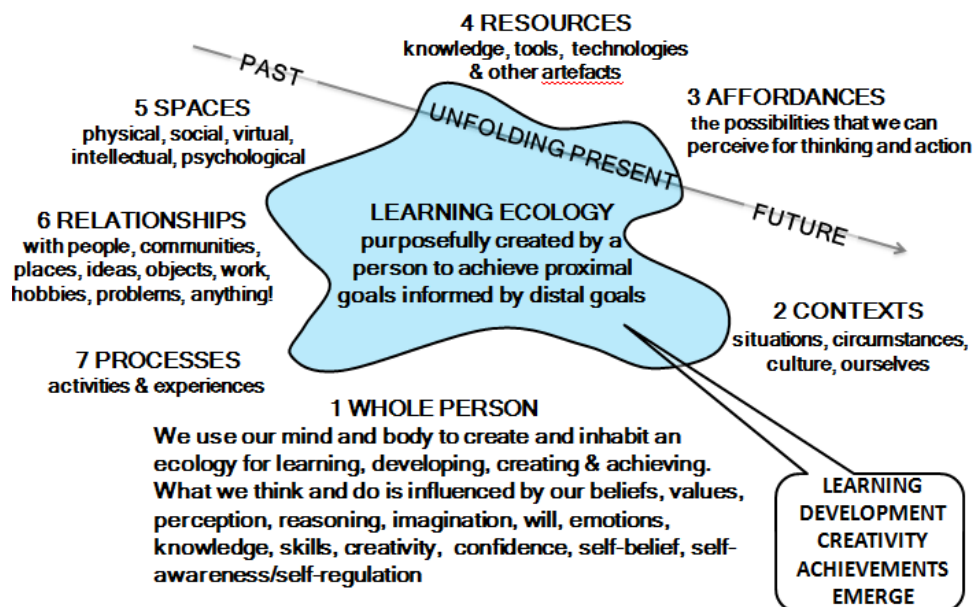 4 RESOURCES
knowledge, tools, technologies
& other artefacts
PAST
UNFOLDING PRESENT
FUTURE
3 AFFORDANCES
the possibilities that we can
perceive for thinking and action
5 SPACES
physical, social, virtual,
intellectual, psychological
LEARNING ECOLOGY
purposefully created by a
person to achieve proximal
goals informed by distal goals
6 RELATIONSHIPS
with people, communities,
places, ideas, objects, work,
hobbies, problems, anything!
2 CONTEXTS
situations, circumstances,
culture, ourselves
7 PROCESSES
activities & experiences
1 WHOLE PERSON
We use our mind and body to create and inhabit an
ecology for learning, developing, creating & achieving.
What we think and do is influenced by our beliefs, values,
perception, reasoning, imagination, will, emotions,
knowledge, skills, creativity, confidence, self-belief, self-
awareness/self-regulation
LEARNING
DEVELOPMENT
CREATIVITY
ACHIEVEMENTS
EMERGE